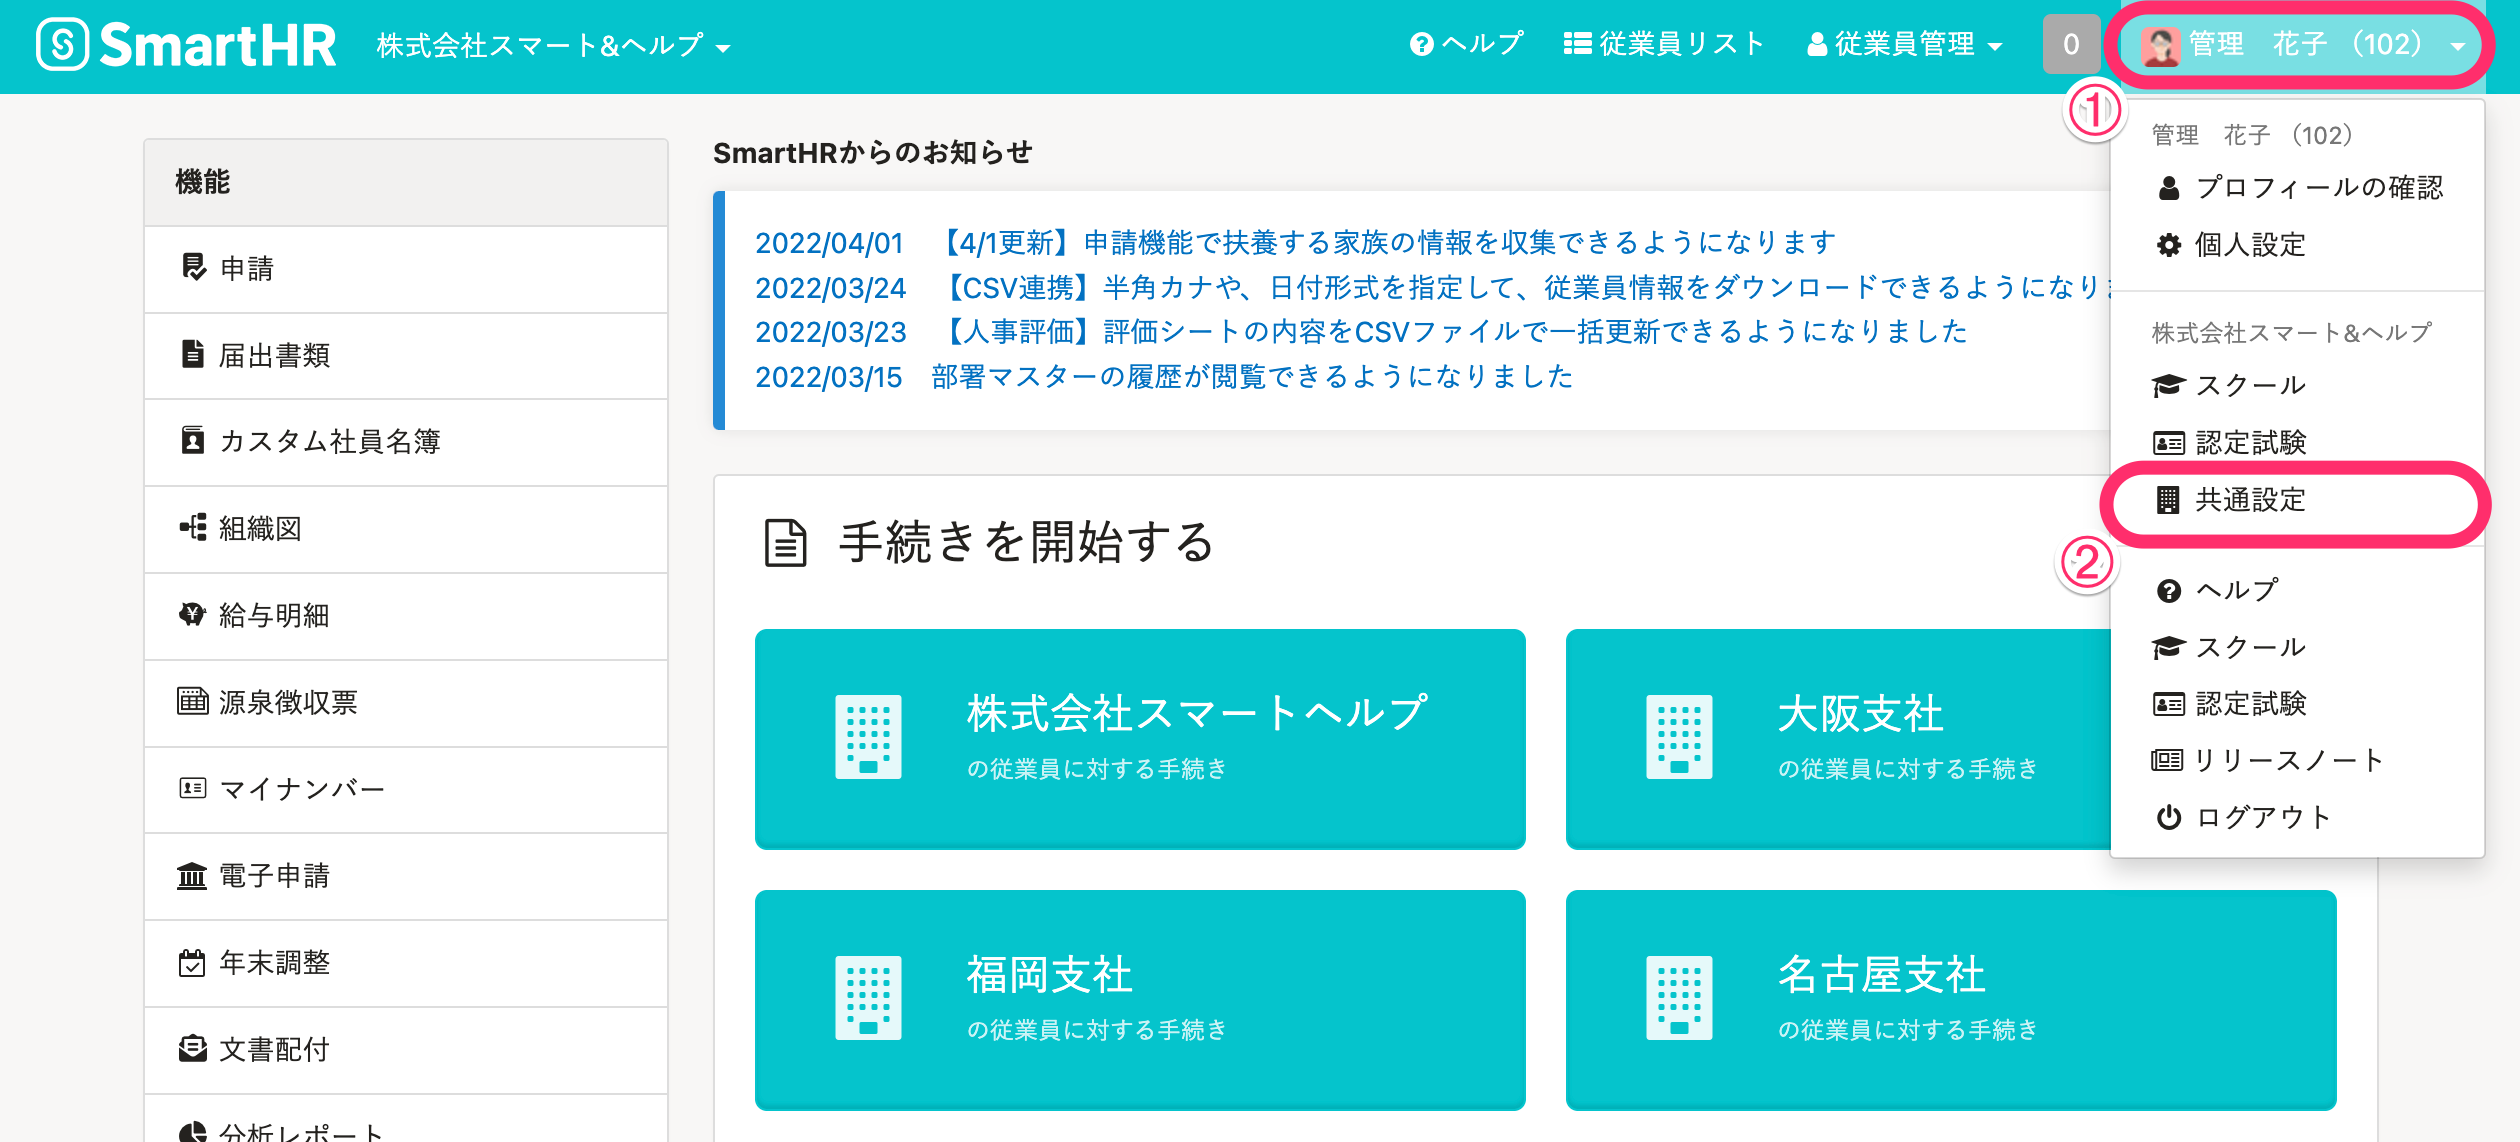 SmartHR 株式会社スマート&ヘルプ ヘルプ 従業員リスト 従業員管理 0 管理 花子 （102）
①
管理 花子 （102）
プロフィールの確認
個人設定
株式会社スマート&ヘルプ
スクール
認定試験
共通設定
②
ヘルプ
スクール
認定試験
リリースノート
ログアウト
機能
申請
届出書類
カスタム社員名簿
組織図
給与明細
源泉徴収票
マイナンバー
電子申請
年末調整
文書配付
分析レポート
SmartHRからのお知らせ
2022/04/01 【4/1更新】申請機能で扶養する家族の情報を収集できるようになります
2022/03/24 【CSV連携】半角カナや、日付形式を指定して、従業員情報をダウンロードできるようになりま
2022/03/23 【人事評価】評価シートの内容をCSVファイルで一括更新できるようになりました
2022/03/15 部署マスターの履歴が閲覧できるようになりました
手続きを開始する
株式会社スマートヘルプ
の従業員に対する手続き
大阪支社
の従業員に対する手続き
福岡支社
の従業員に対する手続き
名古屋支社
の従業員に対する手続き